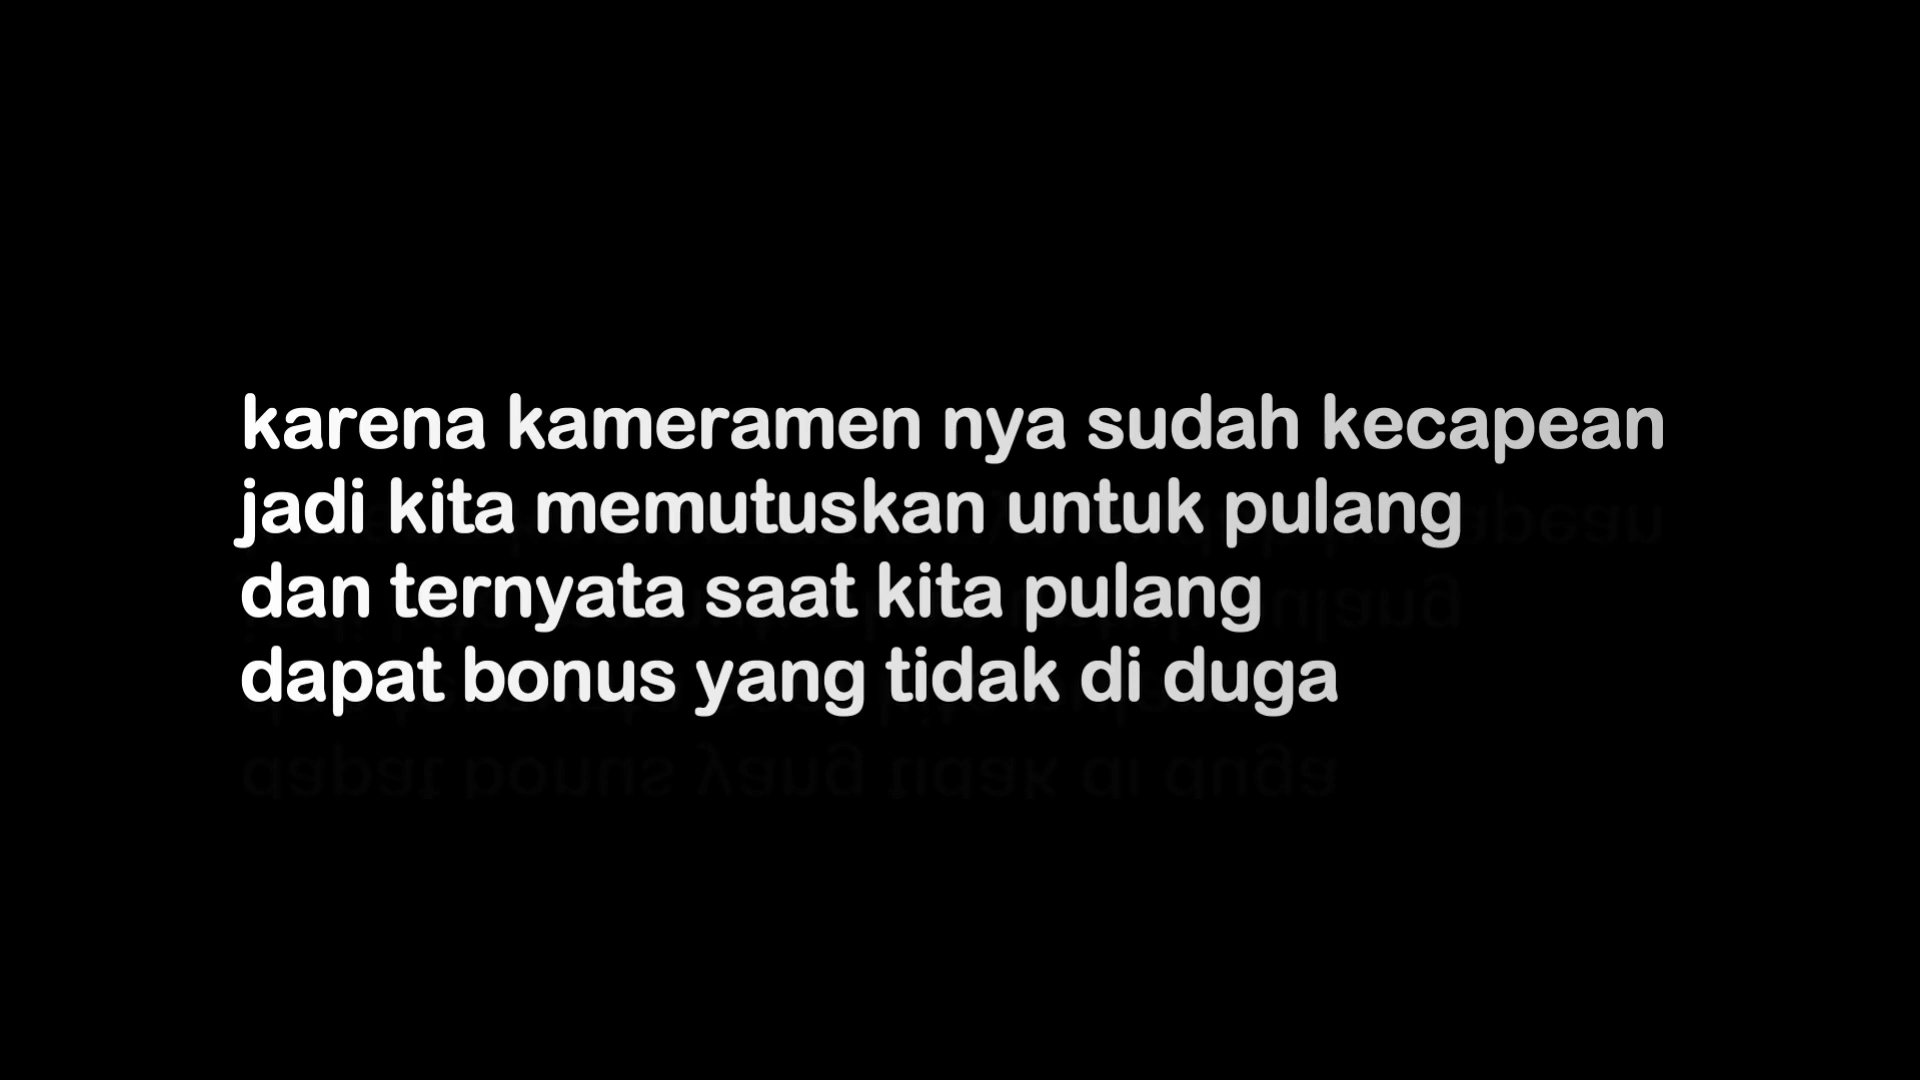 karena kameramen nya sudah kecapean
jadi kita memutuskan untuk pulang
dan ternyata saat kita pulang
dapat bonus yang tidak di duga